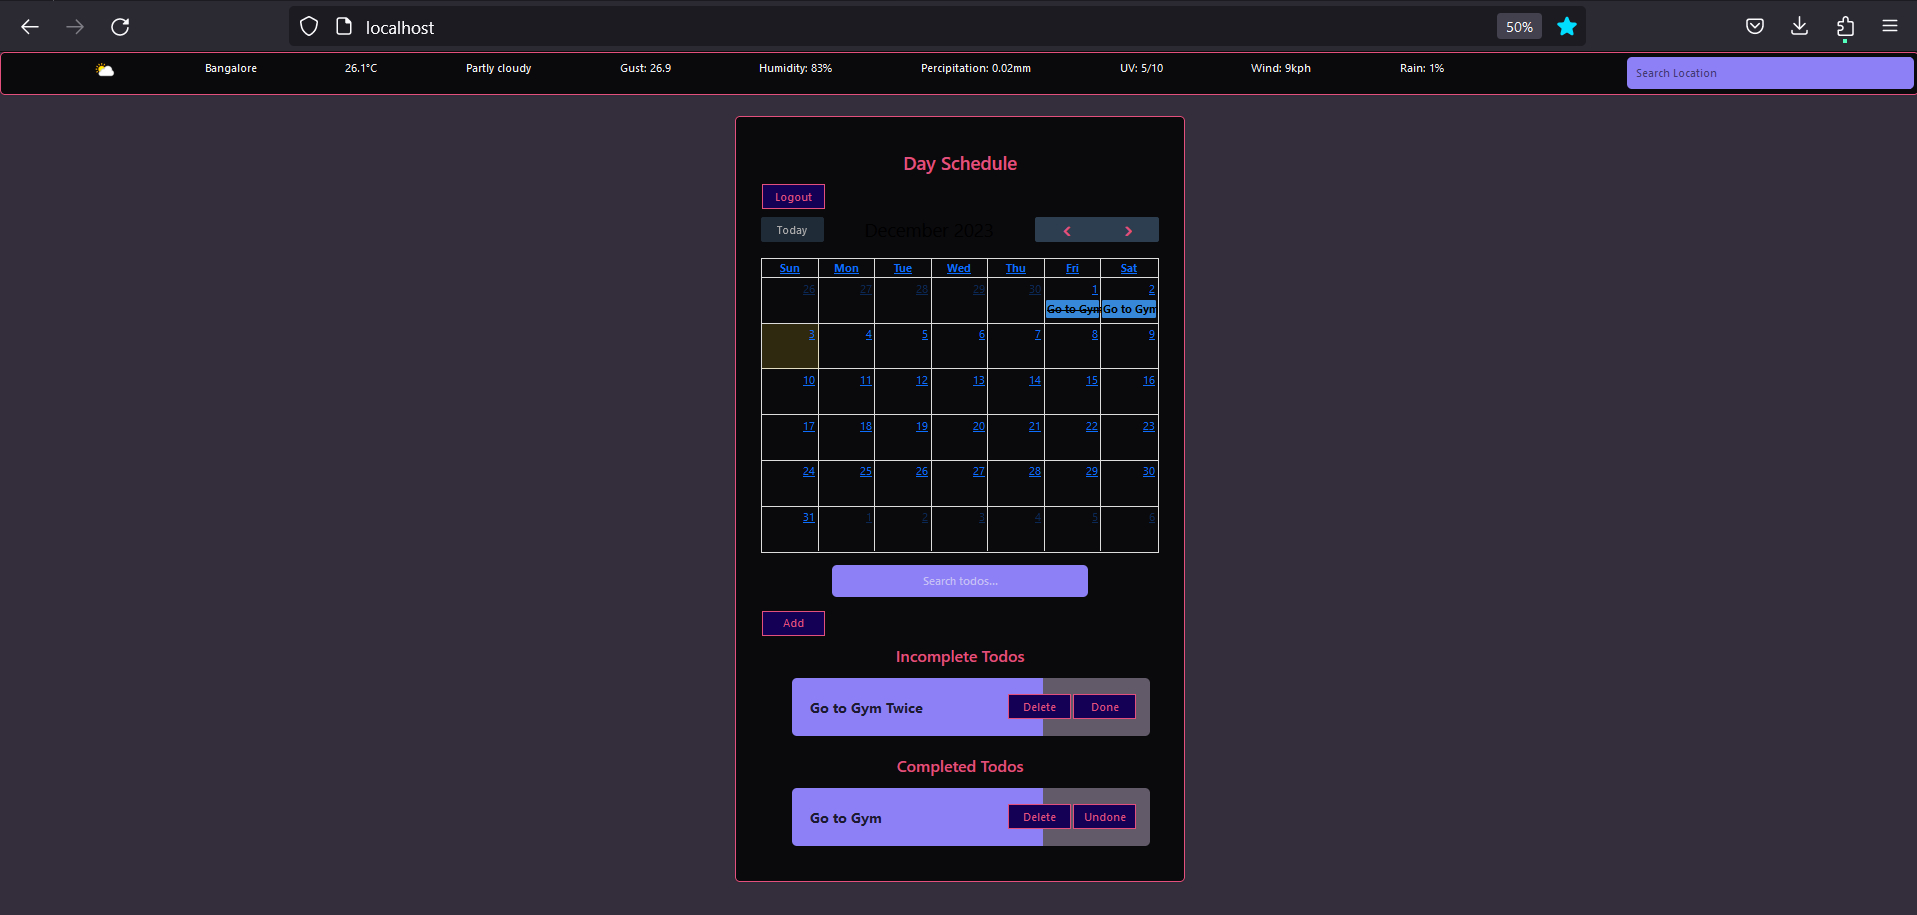 localhost 50%
Bangalore 26.1°C Partly cloudy Gust: 26.9 Humidity: 83% Percipitation: 0.02mm UV: 5/10 Wind: 9kph Rain: 1% Search Location
Day Schedule
Logout
Today December 2023
Sun Mon Tue Wed Thu Fri Sat
26 27 28 29 30 1 2
Go to Gym Go to Gym
3 4 5 6 7 8 9
10 11 12 13 14 15 16
17 18 19 20 21 22 23
24 25 26 27 28 29 30
31 1 2 3 4 5 6
Search todos...
Add
Incomplete Todos
Go to Gym Twice Delete Done
Completed Todos
Go to Gym Delete Undone